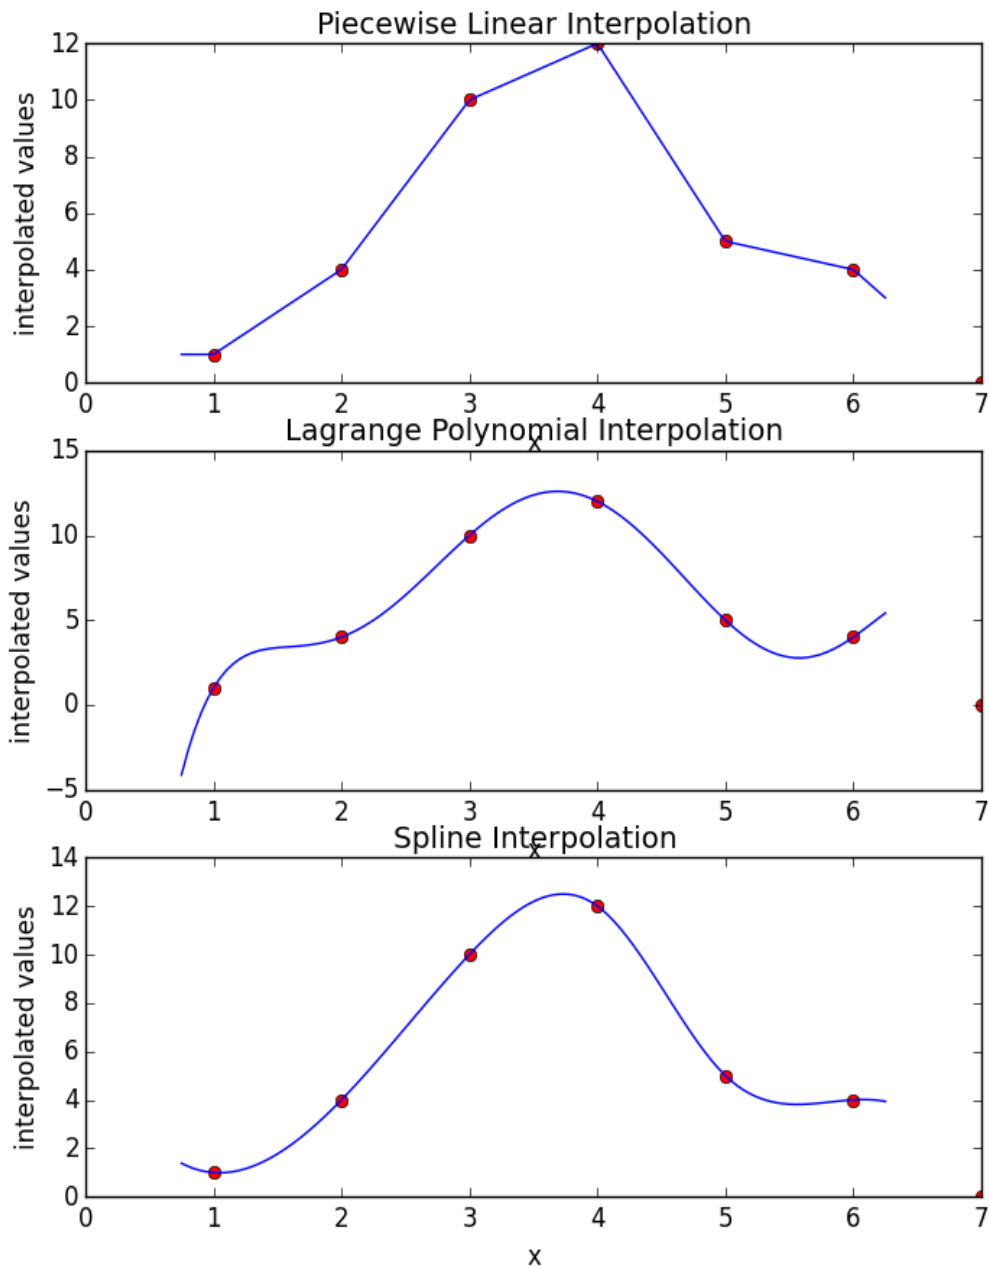 Piecewise Linear Interpolation
interpolated values
12
10
8
6
4
2
0
0 1 2 3 4 5 6 7
x
Lagrange Polynomial Interpolation
interpolated values
15
10
5
0
−5
0 1 2 3 4 5 6 7
x
Spline Interpolation
interpolated values
14
12
10
8
6
4
2
0
0 1 2 3 4 5 6 7
x